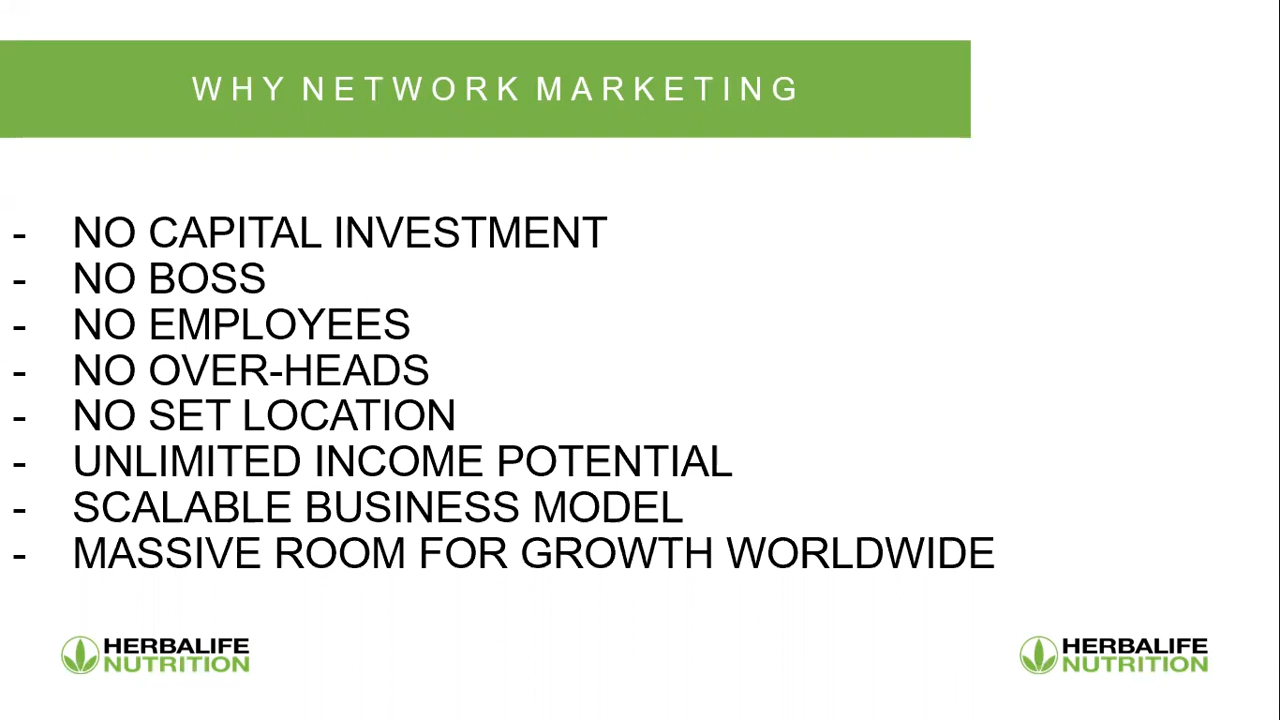 WHY NETWORK MARKETING
- NO CAPITAL INVESTMENT
- NO BOSS
- NO EMPLOYEES
- NO OVER-HEADS
- NO SET LOCATION
- UNLIMITED INCOME POTENTIAL
- SCALABLE BUSINESS MODEL
- MASSIVE ROOM FOR GROWTH WORLDWIDE
HERBALIFE
NUTRITION
HERBALIFE
NUTRITION